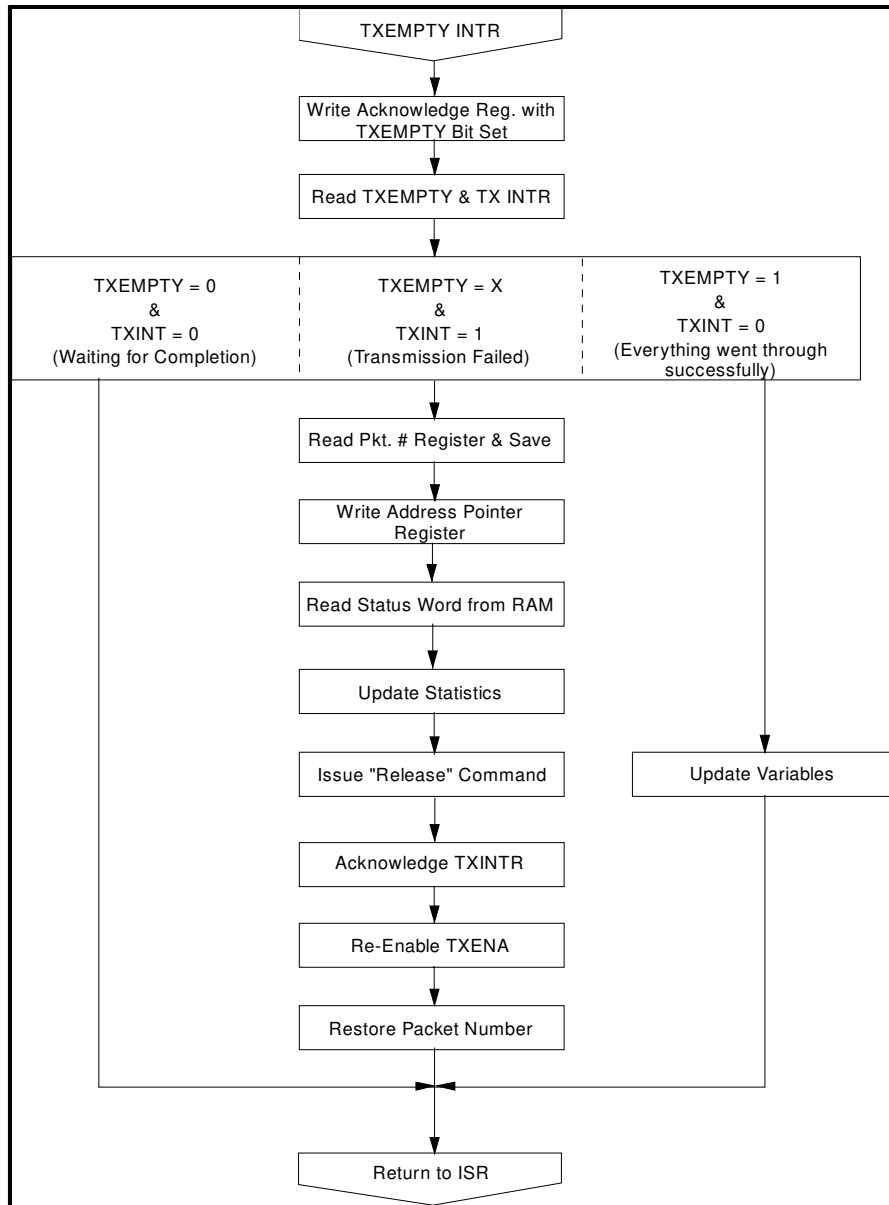 TXEMPTY INTR
Write Acknowledge Reg. with
TXEMPTY Bit Set
Read TXEMPTY & TX INTR
TXEMPTY = 0
&
TXINT = 0
(Waiting for Completion)
TXEMPTY = X
&
TXINT = 1
(Transmission Failed)
TXEMPTY = 1
&
TXINT = 0
(Everything went through
successfully)
Read Pkt. # Register & Save
Write Address Pointer
Register
Read Status Word from RAM
Update Statistics
Issue "Release" Command
Update Variables
Acknowledge TXINTR
Re-Enable TXENA
Restore Packet Number
Return to ISR